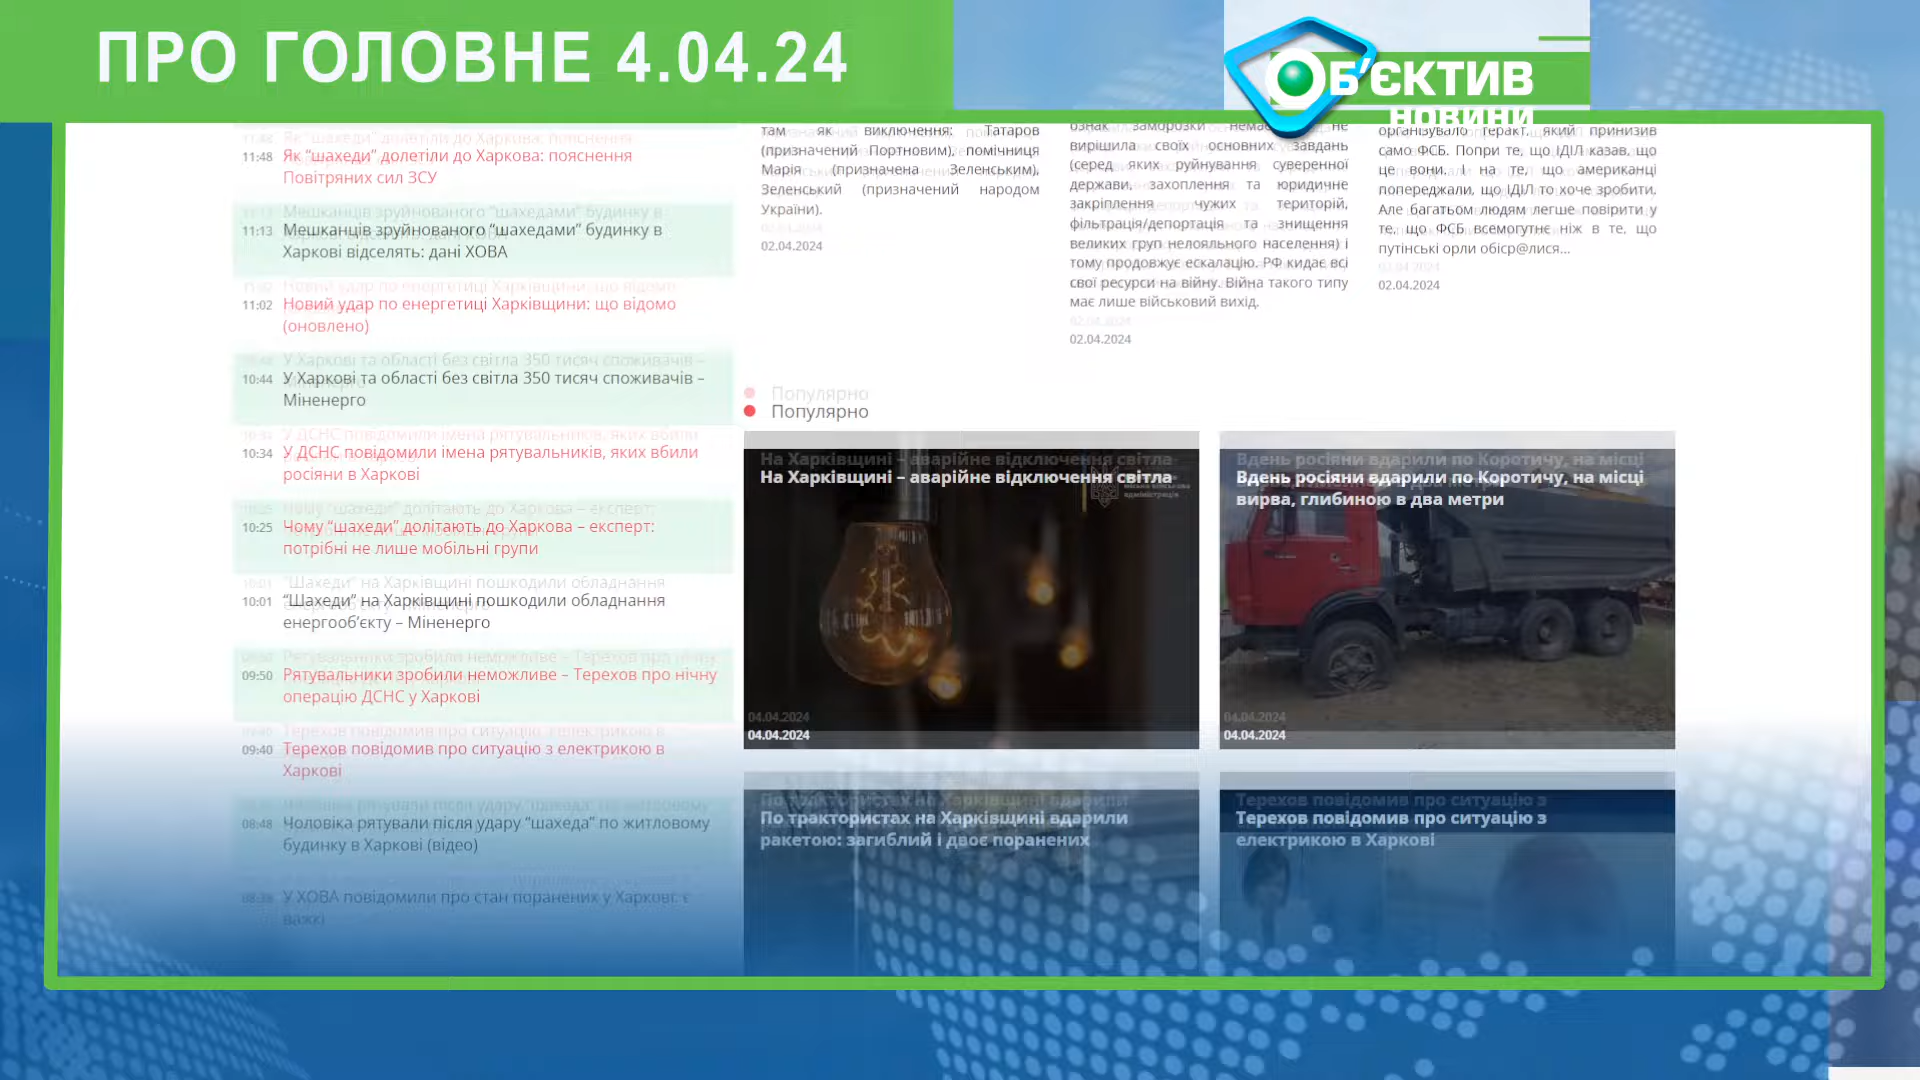 ПРО ГОЛОВНЕ 4.04.24
ОБ'ЄКТИВ
НОВИНИ
11:48 Як “шахеди” долетіли до Харкова: пояснення
Повітряних сил ЗСУ
11:13 Мешканців зруйнованого “шахедами” будинку в
Харкові відселять: дані ХОВА
11:02 Новий удар по енергетиці Харківщини: що відомо
(оновлено)
10:44 У Харкові та області без світла 350 тисяч споживачів –
Міненерго
10:34 У ДСНС повідомили імена рятувальників, яких вбили
росіяни в Харкові
10:25 Чому “шахеди” долітають до Харкова – експерт:
потрібні не лише мобільні групи
10:01 “Шахеди” на Харківщині пошкодили обладнання
енергооб’єкту – Міненерго
09:50 Рятувальники зробили неможливе – Терехов про нічну
операцію ДСНС у Харкові
09:40 Терехов повідомив про ситуацію з електрикою в
Харкові
08:48 Чоловіка рятували після удару “шахеда” по житловому
будинку в Харкові (відео)
У ХОВА повідомили про стан поранених у Харкові: є
важкі
там як виключення: Татаров
(призначений Портновим), помічниця
Марія (призначена Зеленським),
Зеленський (призначений народом
України).
02.04.2024
ознак заморозки немає не
вирішила своїх основних завдань
(серед яких руйнування суверенної
держави, захоплення та юридичне
закріплення чужих територій,
фільтрація/депортація та знищення
великих груп нелояльного населення) і
тому продовжує ескалацію. РФ кидає всі
свої ресурси на війну. Війна такого типу
має лише військовий вихід.
02.04.2024
організувало теракт, який принизив
само ФСБ. Попри те, що ІДІЛ казав, що
це вони. І на те, що американці
попереджали, що ІДІЛ то хоче зробити.
Але багатьом людям легше повірити у
те, що ФСБ всемогутнє ніж в те, що
путінські орли обіср@лися...
02.04.2024
Популярно
На Харківщині – аварійне відключення світла
04.04.2024
Вдень росіяни вдарили по Коротичу, на місці
вирва, глибиною в два метри
04.04.2024
По трактористах на Харківщині вдарили
ракетою: загиблий і двоє поранених
Терехов повідомив про ситуацію з
електрикою в Харкові